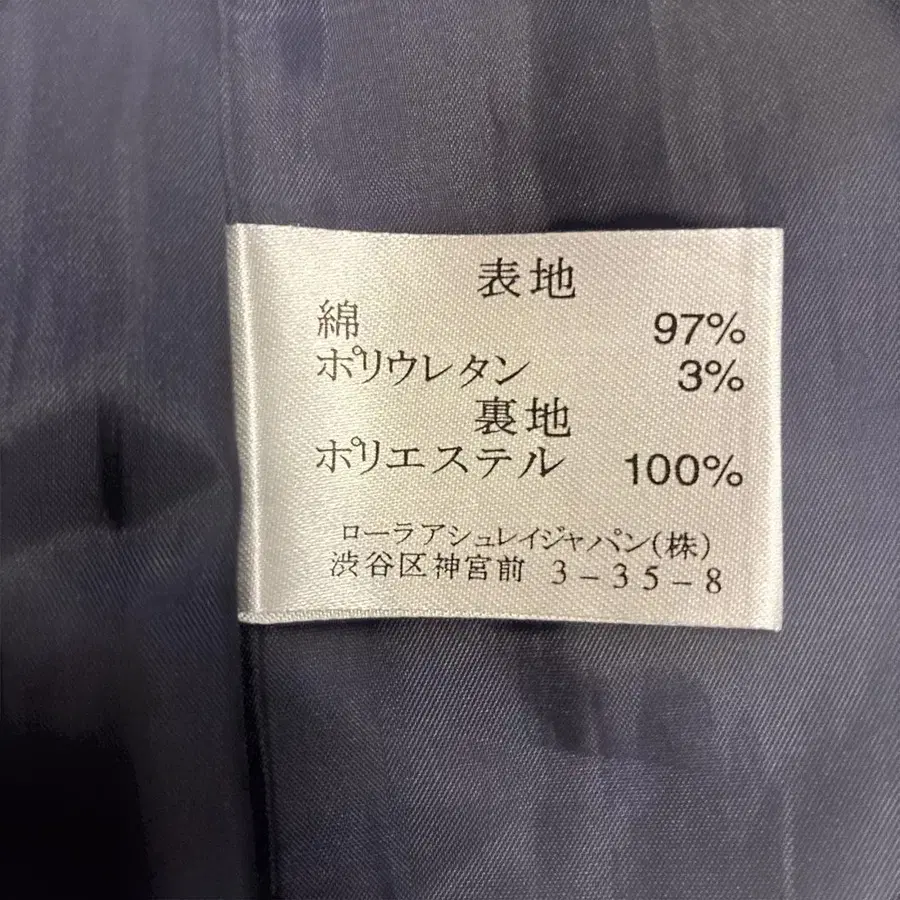 表地
綿 97%
ポリウレタン 3%
裏地
ポリエステル 100%
ローラアシュレイジャパン(株)
渋谷区神宮前 3-35-8